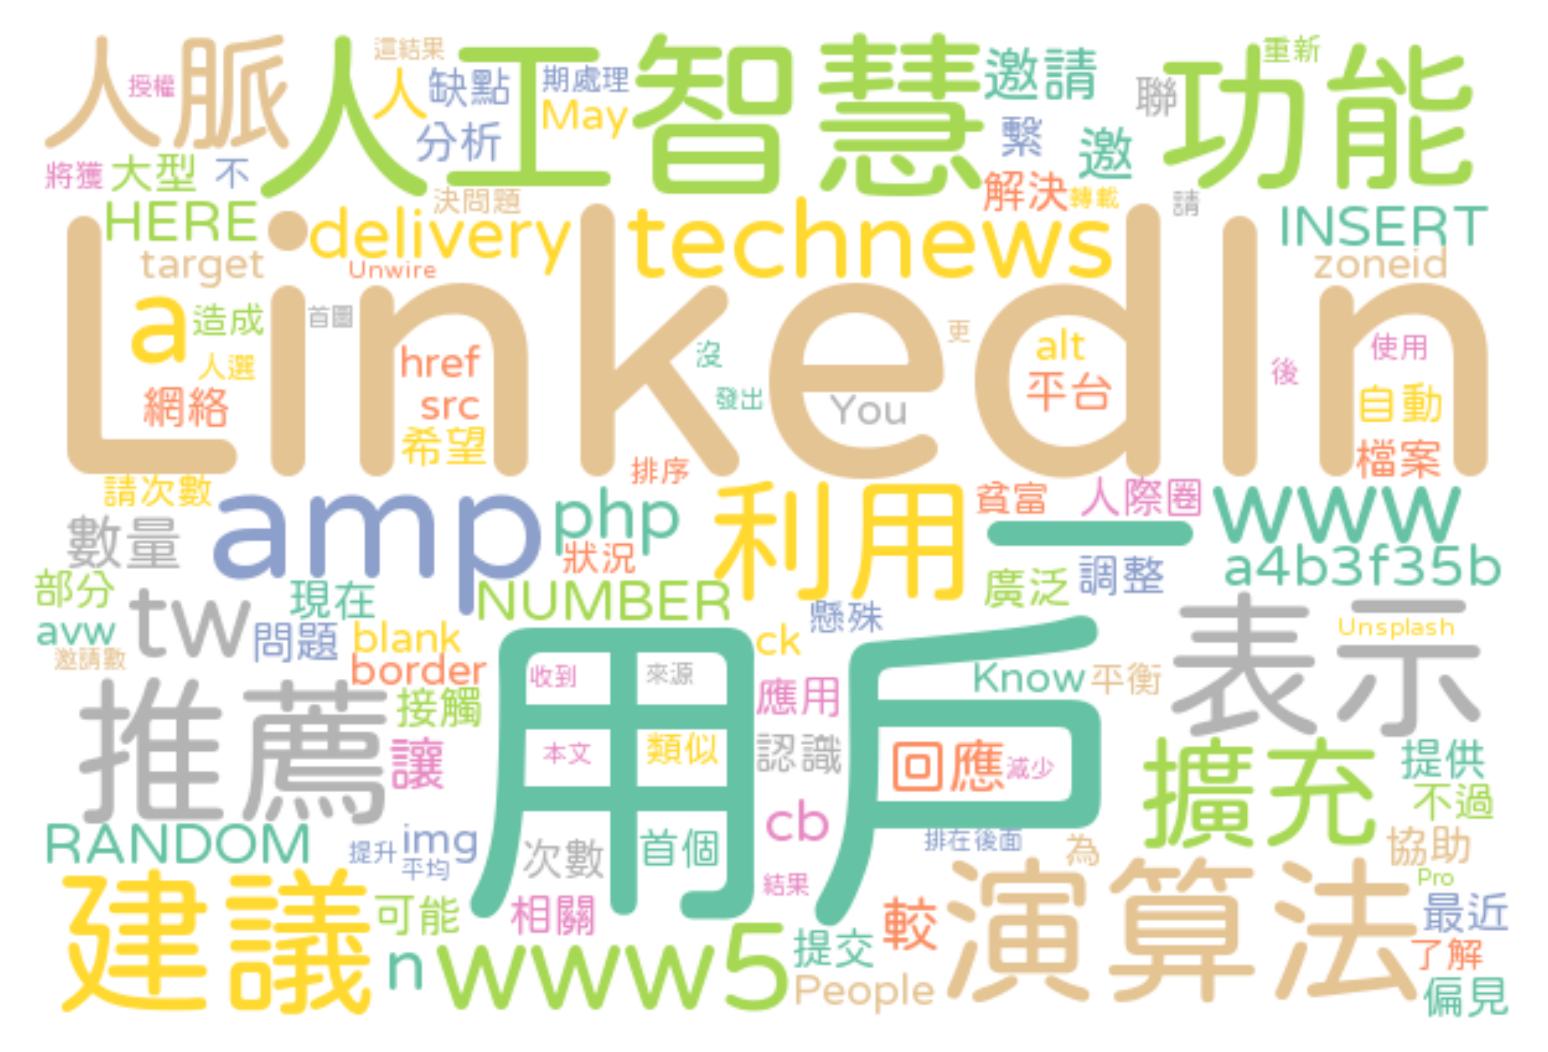 人脈
授權
人工智慧
這結果
人
缺點
期處理
May
分析
邀請
聯
功能
重新
繫
邀
將獲
大型
不
決問題
解決
轉載
請
HERE
delivery
technews
INSERT
target
Unwire
zoneid
LinkedIn
a
造成
首圖
人選
網絡
href
src
希望
沒
發出
You
更
alt
平台
後
使用
自動
檔案
排序
請次數
數量
amp
php
狀況
利用
貧富
人際圈
一
www
a4b3f35b
部分
tw
現在
NUMBER
廣泛
調整
avw
邀請數
問題
blank
border
懸殊
ck
表示
Unsplash
用戶
收到
來源
Know
平衡
推薦
接觸
讓
應用
本文
類似
認識
回應
減少
擴充
提供
不過
RANDOM
提升
img
平均
次數
首個
cb
排在後面
為
協助
Pro
結果
建議
可能
相關
n
www5
提交
People
較
演算法
最近
了解
偏見